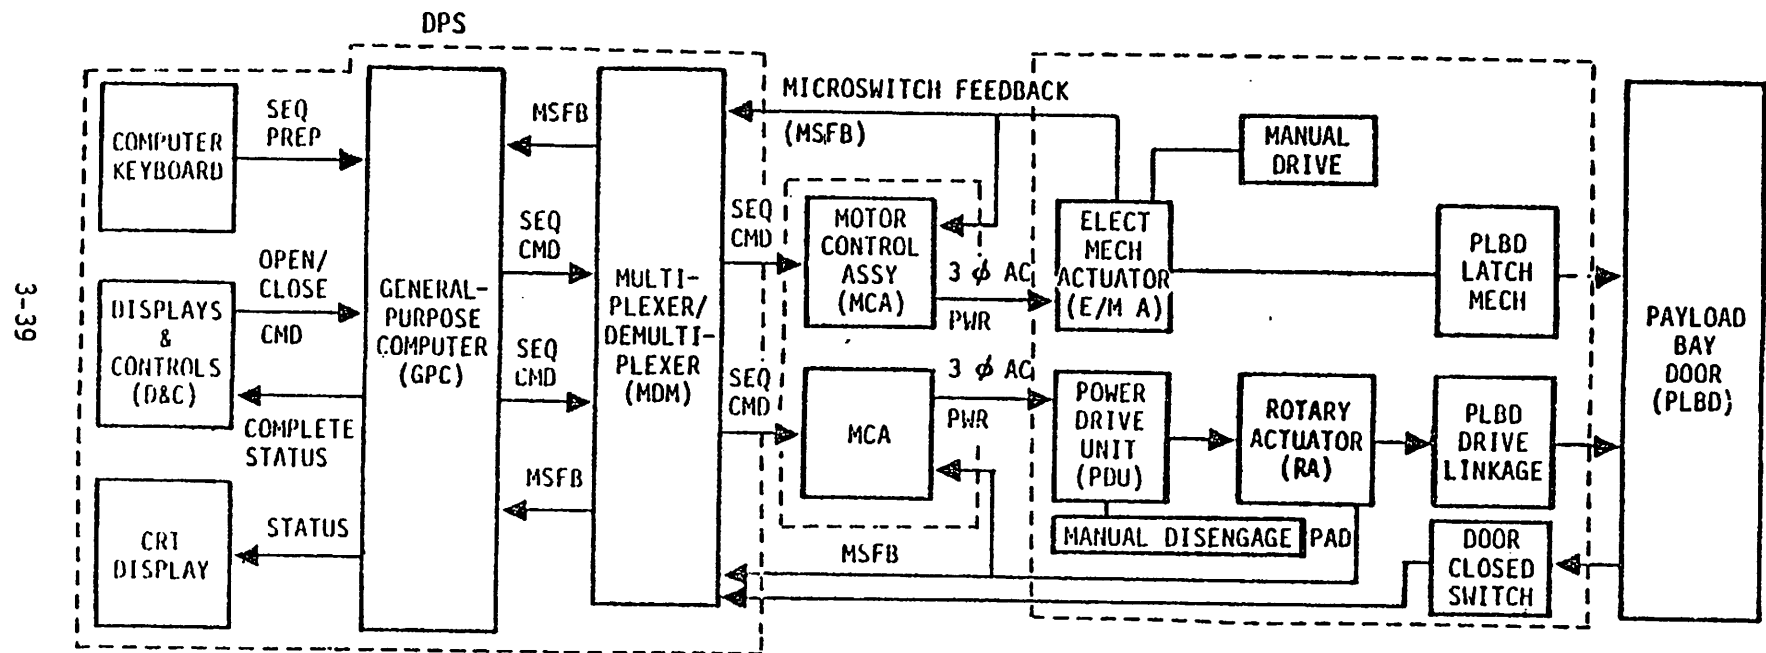 DPS
3-39
COMPUTER
KEYBOARD
SEQ
PREP
DISPLAYS
&
CONTROLS
(D&C)
OPEN/
CLOSE
CMD
COMPLETE
STATUS
CRT
DISPLAY
STATUS
GENERAL-
PURPOSE
COMPUTER
(GPC)
MSFB
SEQ
CMD
SEQ
CMD
MSFB
MULTI-
PLEXER/
DEMULTI-
PLEXER
(MDM)
MICROSWITCH FEEDBACK
(MSFB)
SEQ
CMD
SEQ
CMD
MOTOR
CONTROL
ASSY
(MCA)
3 ϕ AC
PWR
MCA
3 ϕ AC
PWR
MSFB
MANUAL
DRIVE
ELECT
MECH
ACTUATOR
(E/M A)
PLBD
LATCH
MECH
POWER
DRIVE
UNIT
(PDU)
ROTARY
ACTUATOR
(RA)
PLBD
DRIVE
LINKAGE
MANUAL DISENGAGE PAD
DOOR
CLOSED
SWITCH
PAYLOAD
BAY
DOOR
(PLBD)